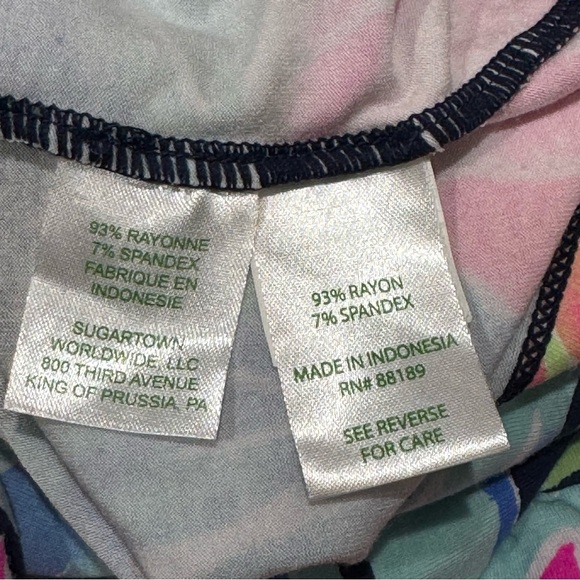 93% RAYONNE
7% SPANDEX
FABRIQUE EN
INDONESIE
SUGARTOWN
WORLDWIDE, LLC
800 THIRD AVENUE
KING OF PRUSSIA, PA
93% RAYON
7% SPANDEX
MADE IN INDONESIA
RN# 88189
SEE REVERSE
FOR CARE